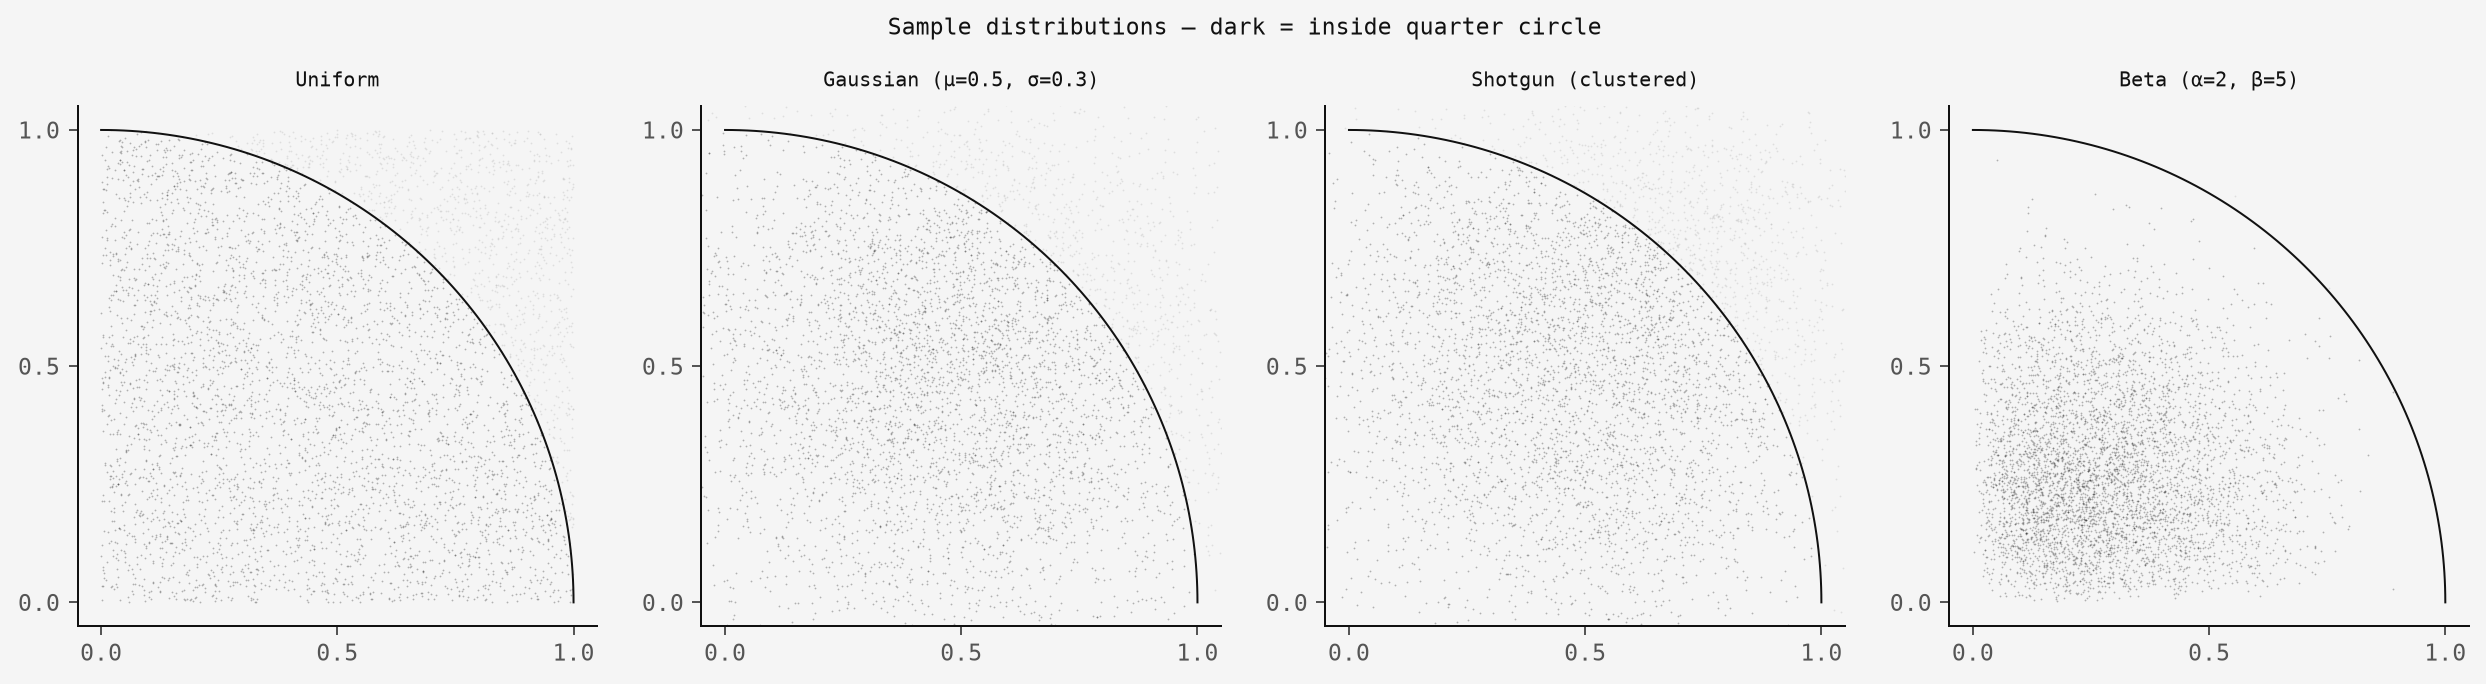 Sample distributions — dark = inside quarter circle
Uniform
1.0
0.5
0.0
0.0 0.5 1.0
Gaussian (μ=0.5, σ=0.3)
1.0
0.5
0.0
0.0 0.5 1.0
Shotgun (clustered)
1.0
0.5
0.0
0.0 0.5 1.0
Beta (α=2, β=5)
1.0
0.5
0.0
0.0 0.5 1.0